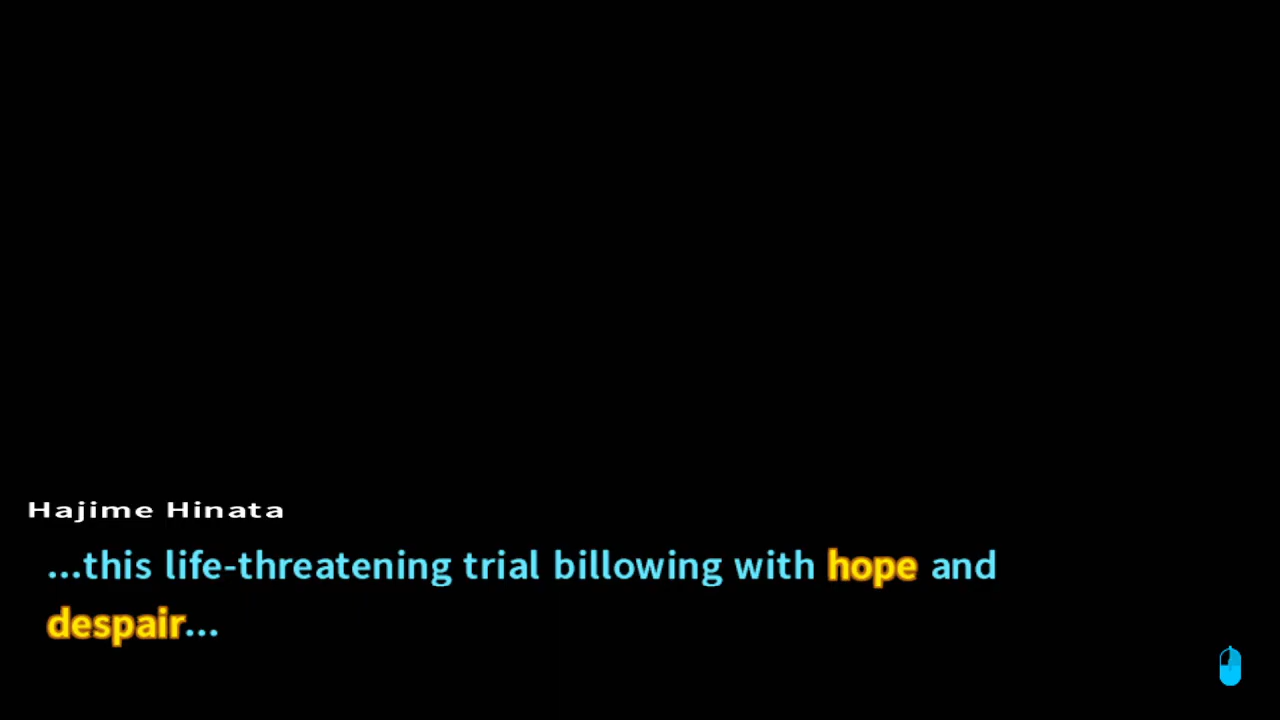 Hajime Hinata
...this life-threatening trial billowing with hope and
despair...